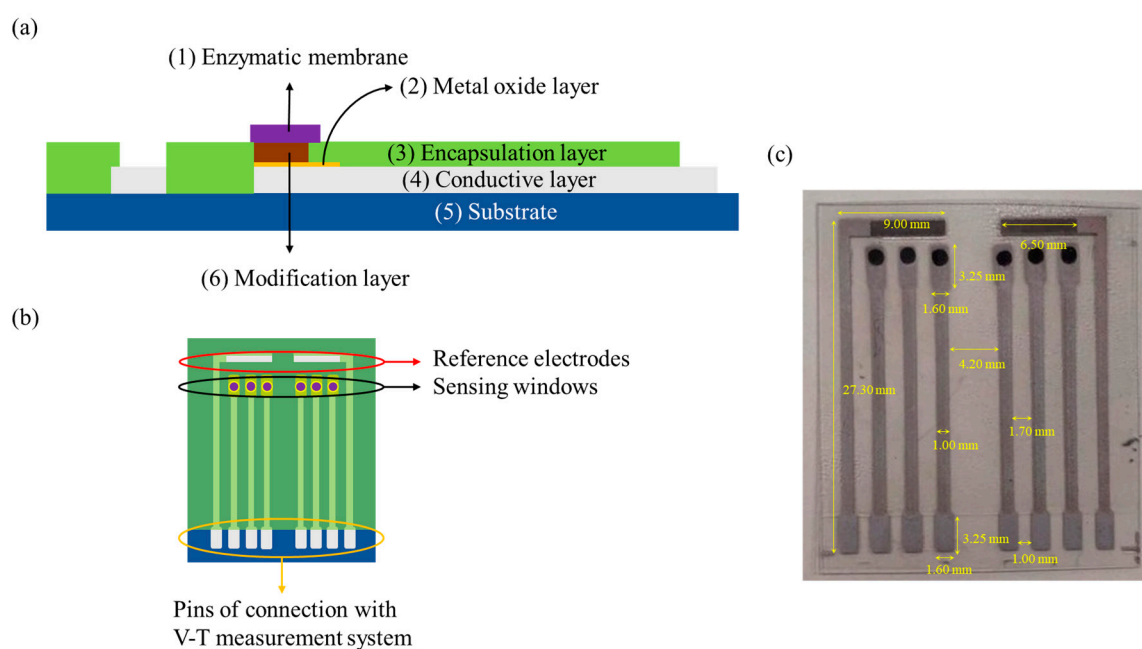 (a)
(1) Enzymatic membrane
(2) Metal oxide layer
(3) Encapsulation layer
(4) Conductive layer
(5) Substrate
(6) Modification layer
(b)
Reference electrodes
Sensing windows
Pins of connection with
V-T measurement system
(c)
9.00 mm
6.50 mm
3.25 mm
1.60 mm
4.20 mm
27.30 mm
1.70 mm
1.00 mm
3.25 mm
1.00 mm
1.60 mm